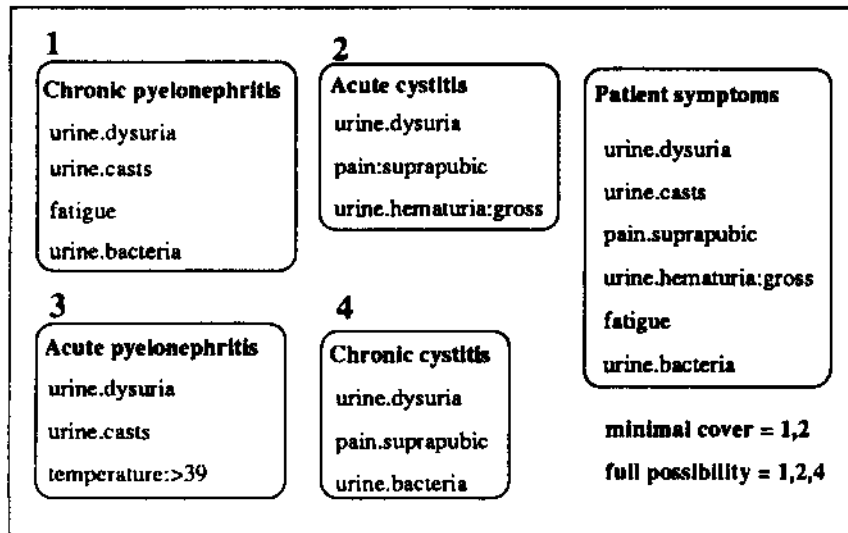 1
Chronic pyelonephritis
urine.dysuria
urine.casts
fatigue
urine.bacteria
2
Acute cystitis
urine.dysuria
pain:suprapubic
urine.hematuria:gross
Patient symptoms
urine.dysuria
urine.casts
pain.suprapubic
urine.hematuria:gross
fatigue
urine.bacteria
3
Acute pyelonephritis
urine.dysuria
urine.casts
temperature:>39
4
Chronic cystitis
urine.dysuria
pain.suprapubic
urine.bacteria
minimal cover = 1,2
full possibility = 1,2,4